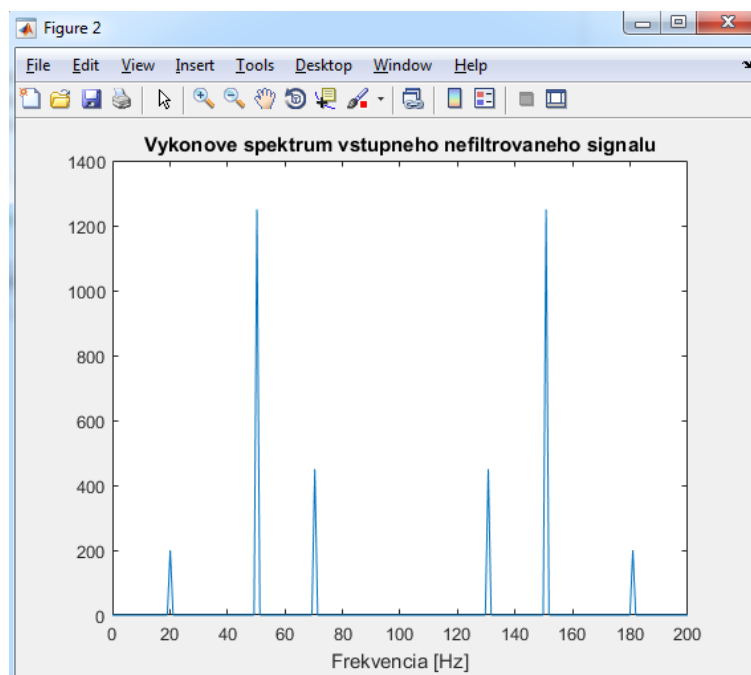 Figure 2
File Edit View Insert Tools Desktop Window Help
Vykonove spektrum vstupneho nefiltrovaneho signalu
1400
1200
1000
800
600
400
200
0
0 20 40 60 80 100 120 140 160 180 200
Frekvencia [Hz]